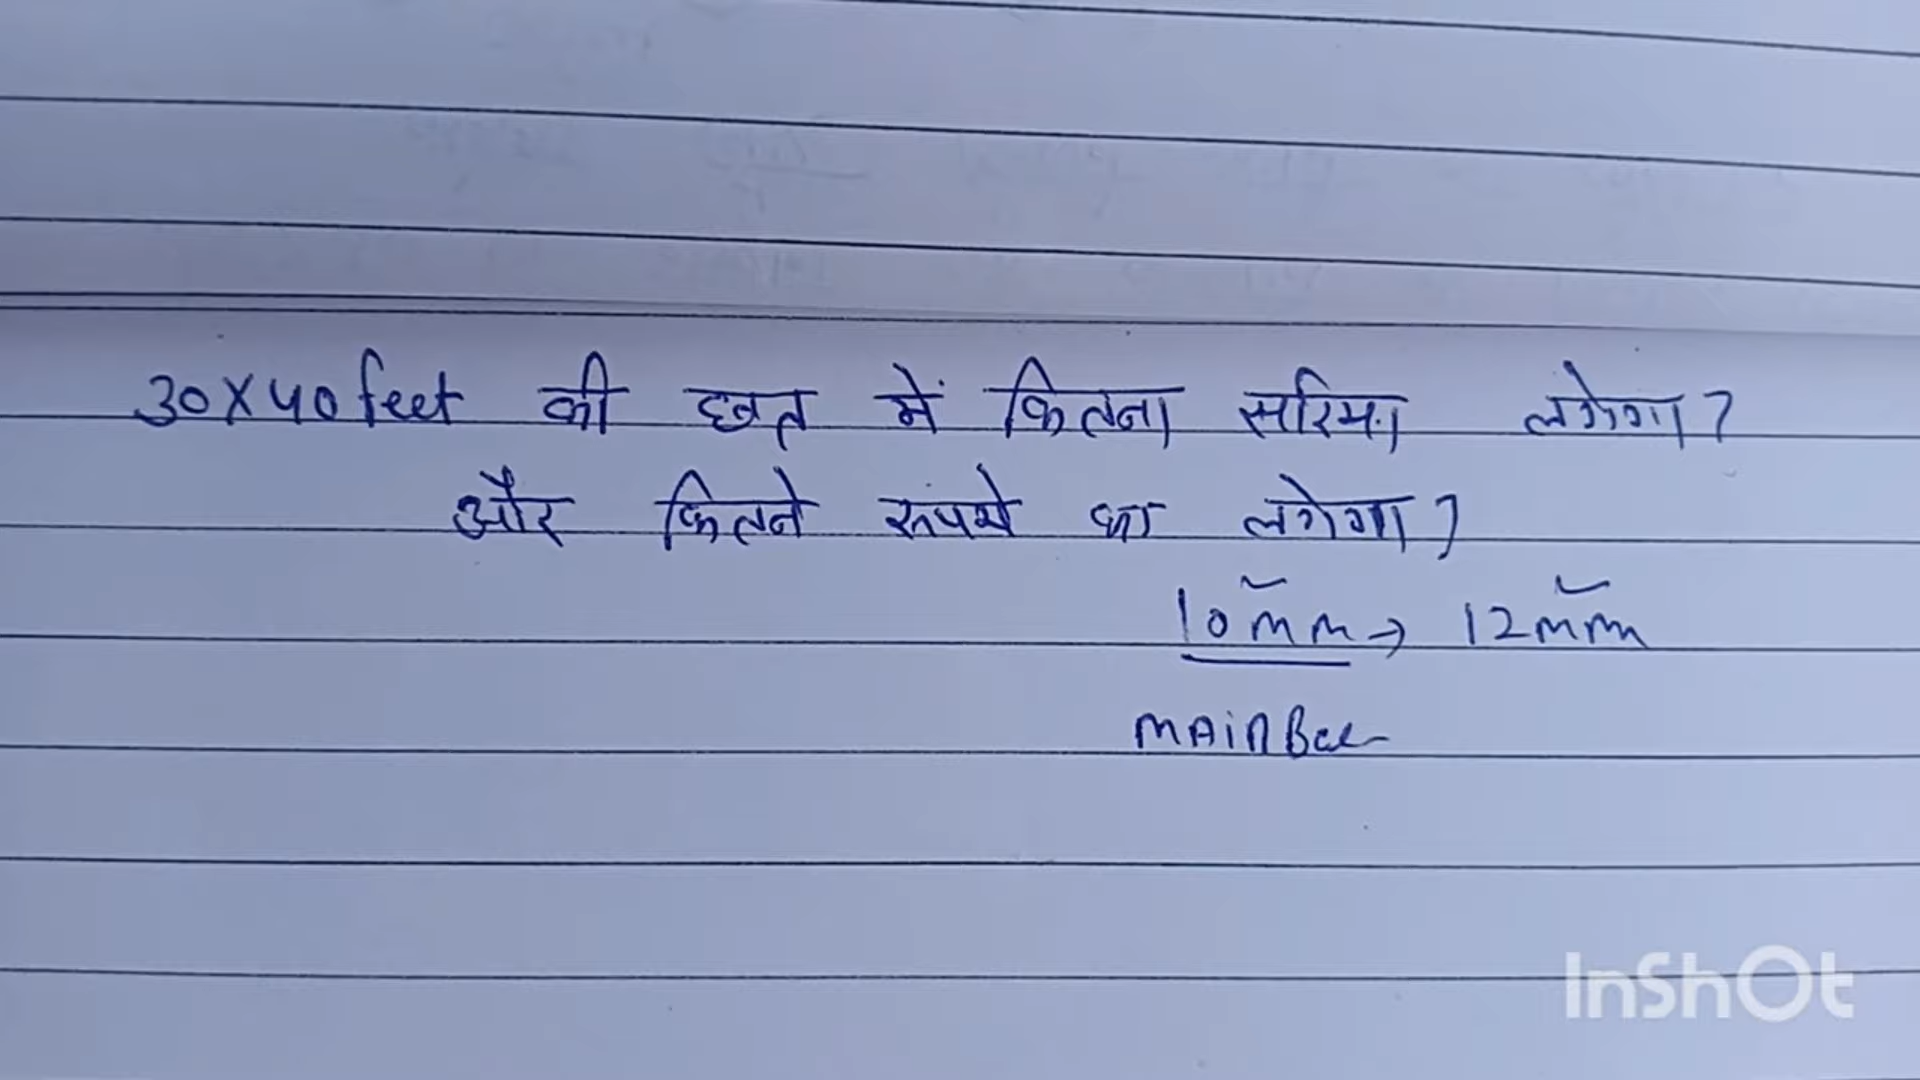 30x40 feet की छत में कितना सरिया लगेगा?
और कितने रूपये का लगेगा?
10mm → 12mm
MAIN Bar
InShOt